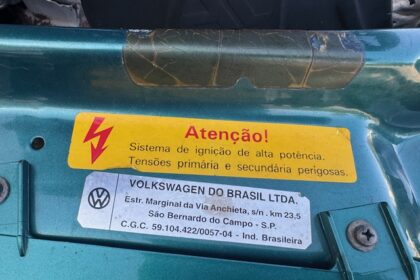 Atenção!
Sistema de ignição de alta potência.
Tensões primária e secundária perigosas.
VOLKSWAGEN DO BRASIL LTDA.
Estr. Marginal da Via Anchieta, s/n. km 23,5
São Bernardo do Campo - S.P.
C.G.C. 59.104.422/0057-04 - Ind. Brasileira